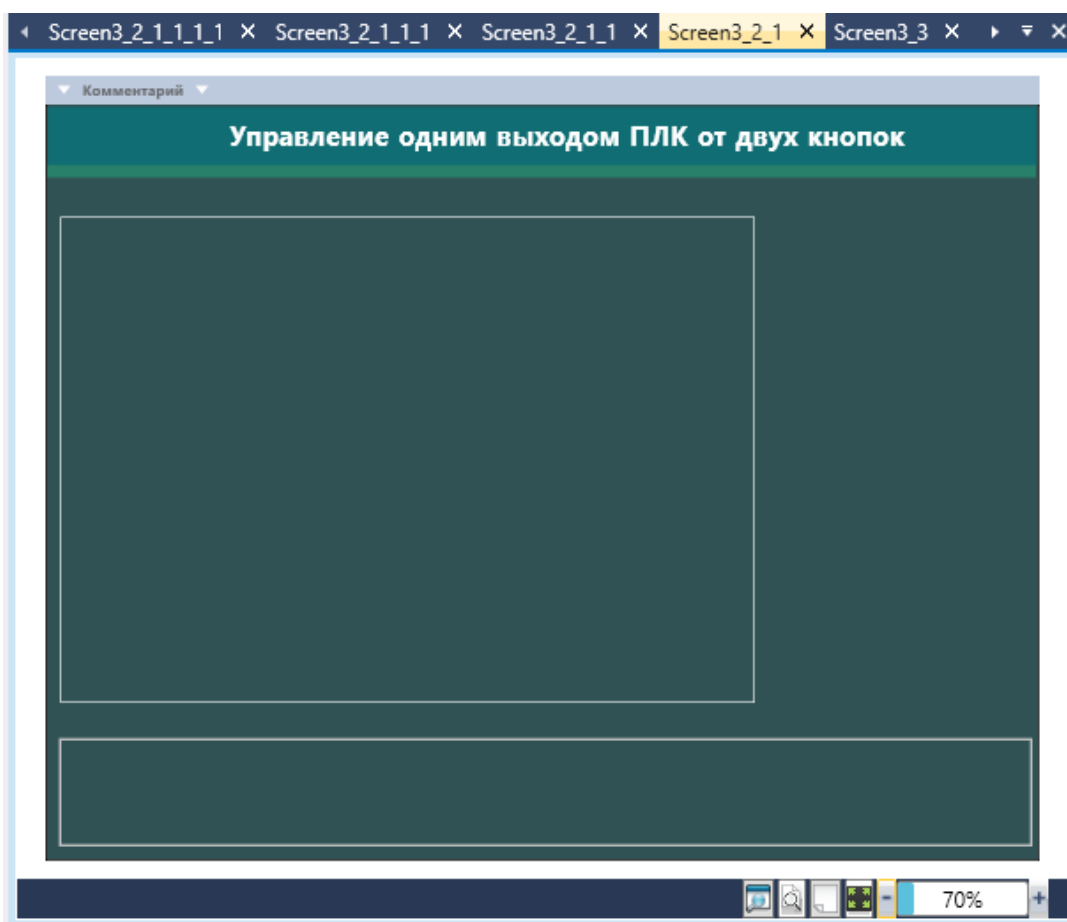 Screen3_2_1_1_1_1 Screen3_2_1_1_1 Screen3_2_1_1 Screen3_2_1 Screen3_3
Комментарий
Управление одним выходом ПЛК от двух кнопок
70%